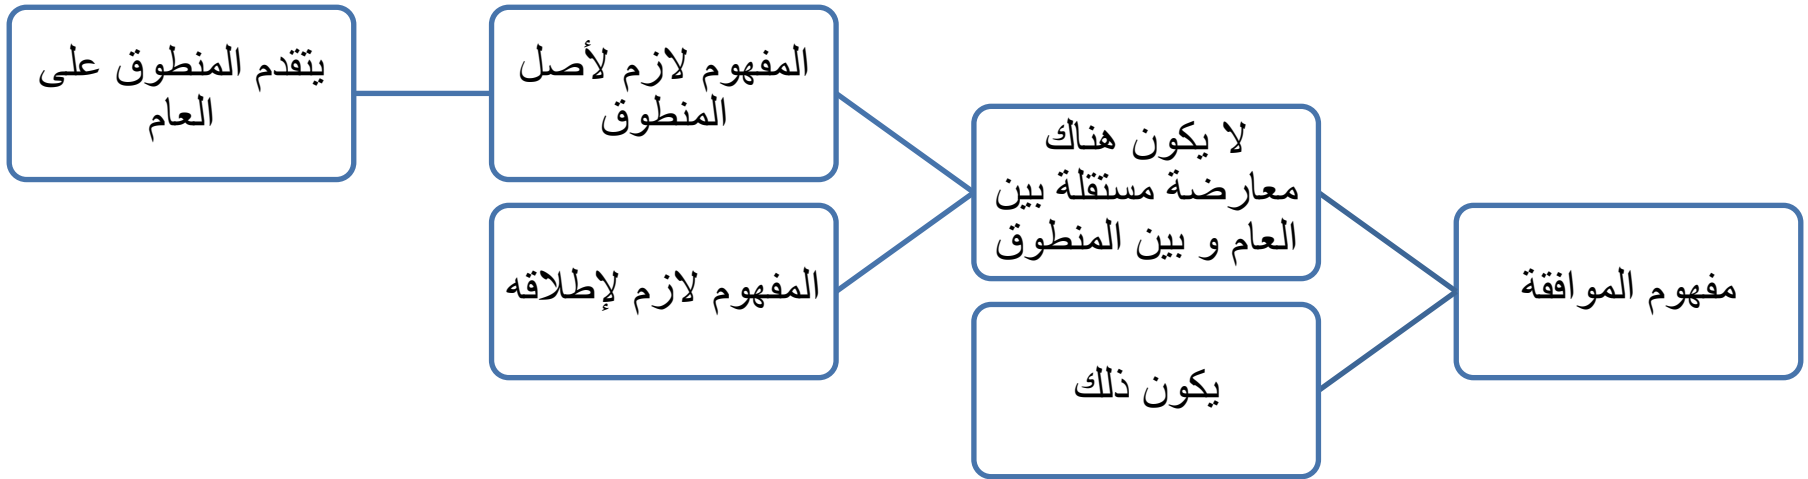 مفهوم الموافقة
لا يكون هناك
معارضة مستقلة بين
العام و بين المنطوق
المفهوم لازم لأصل
المنطوق
يتقدم المنطوق على
العام
المفهوم لازم لإطلاقه
يكون ذلك